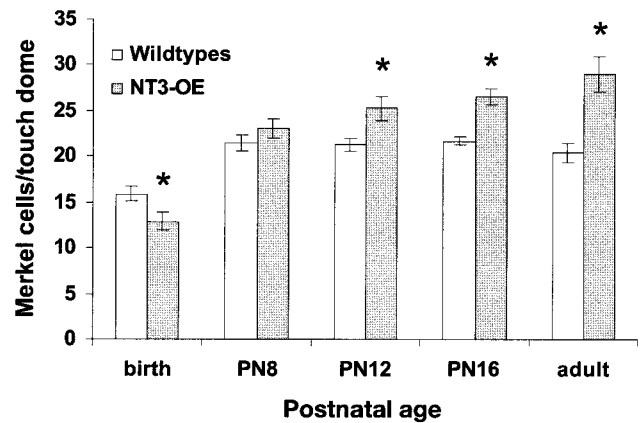 35
30
25
20
15
10
5
0
Merkel cells/touch dome
Wildtypes
NT3-OE
*
*
*
*
birth PN8 PN12 PN16 adult
Postnatal age